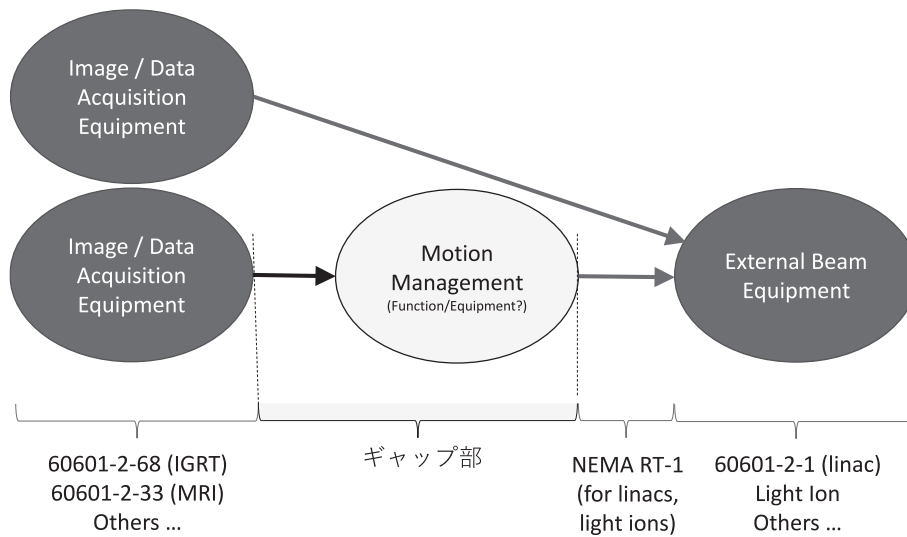 Image / Data
Acquisition
Equipment
Image / Data
Acquisition
Equipment
Motion
Management
(Function/Equipment?)
External Beam
Equipment
60601-2-68 (IGRT)
60601-2-33 (MRI)
Others ...
ギャップ部
NEMA RT-1
(for linacs,
light ions)
60601-2-1 (linac)
Light Ion
Others ...